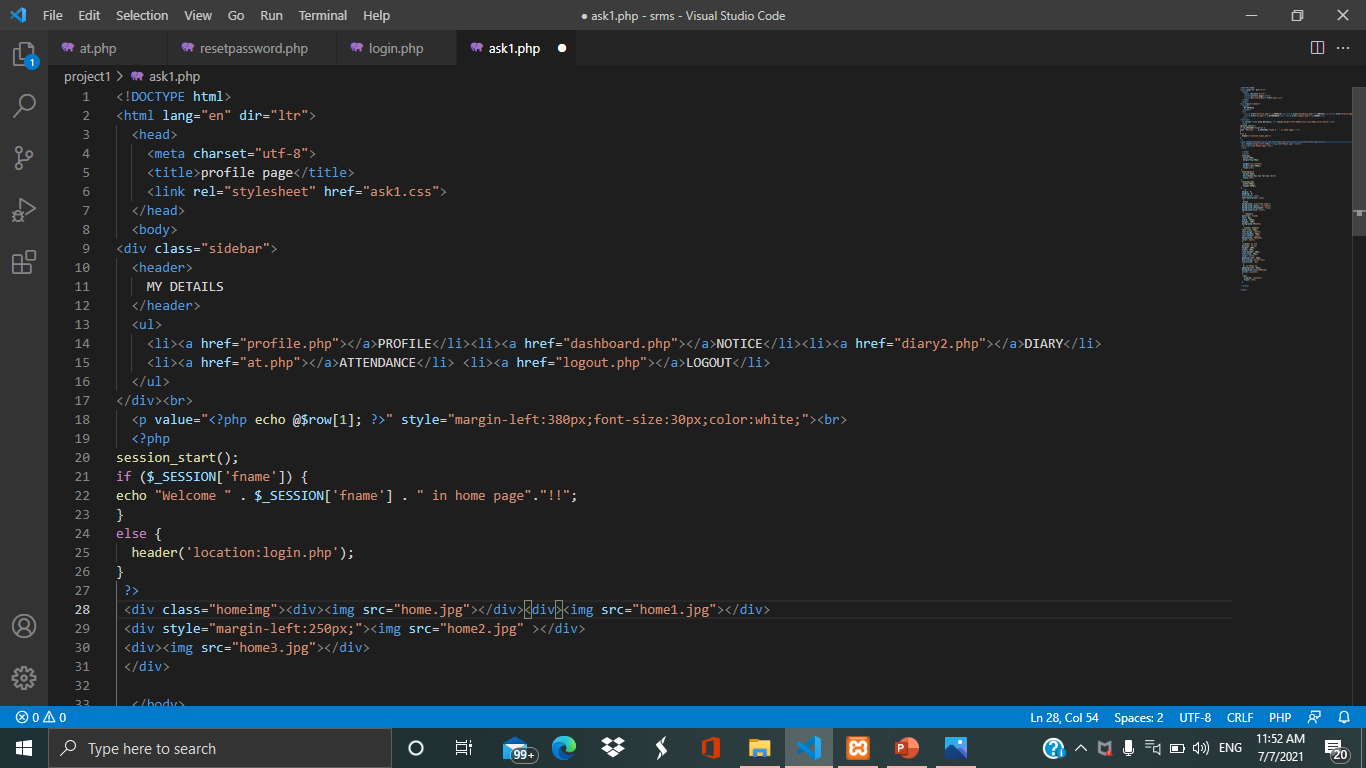 File Edit Selection View Go Run Terminal Help ● ask1.php - srms - Visual Studio Code
at.php resetpassword.php login.php ask1.php
project1 > ask1.php
1 <!DOCTYPE html>
2 <html lang="en" dir="ltr">
3 <head>
4 <meta charset="utf-8">
5 <title>profile page</title>
6 <link rel="stylesheet" href="ask1.css">
7 </head>
8 <body>
9 <div class="sidebar">
10 <header>
11 MY DETAILS
12 </header>
13 <ul>
14 <li><a href="profile.php"></a>PROFILE</li><li><a href="dashboard.php"></a>NOTICE</li><li><a href="diary2.php"></a>DIARY</li>
15 <li><a href="at.php"></a>ATTENDANCE</li> <li><a href="logout.php"></a>LOGOUT</li>
16 </ul>
17 </div><br>
18 <p value="<?php echo @$row[1]; ?>" style="margin-left:380px;font-size:30px;color:white;"><br>
19 <?php
20 session_start();
21 if ($_SESSION['fname']) {
22 echo "Welcome " . $_SESSION['fname'] . " in home page"."!!";
23 }
24 else {
25 header('location:login.php');
26 }
27 ?>
28 <div class="homeimg"><div><img src="home.jpg"></div><div><img src="home1.jpg"></div>
29 <div style="margin-left:250px;"><img src="home2.jpg" ></div>
30 <div><img src="home3.jpg"></div>
31 </div>
32
33 </body>
1
0 0 Ln 28, Col 54 Spaces: 2 UTF-8 CRLF PHP
Type here to search 99+ ENG 11:52 AM 7/7/2021 20